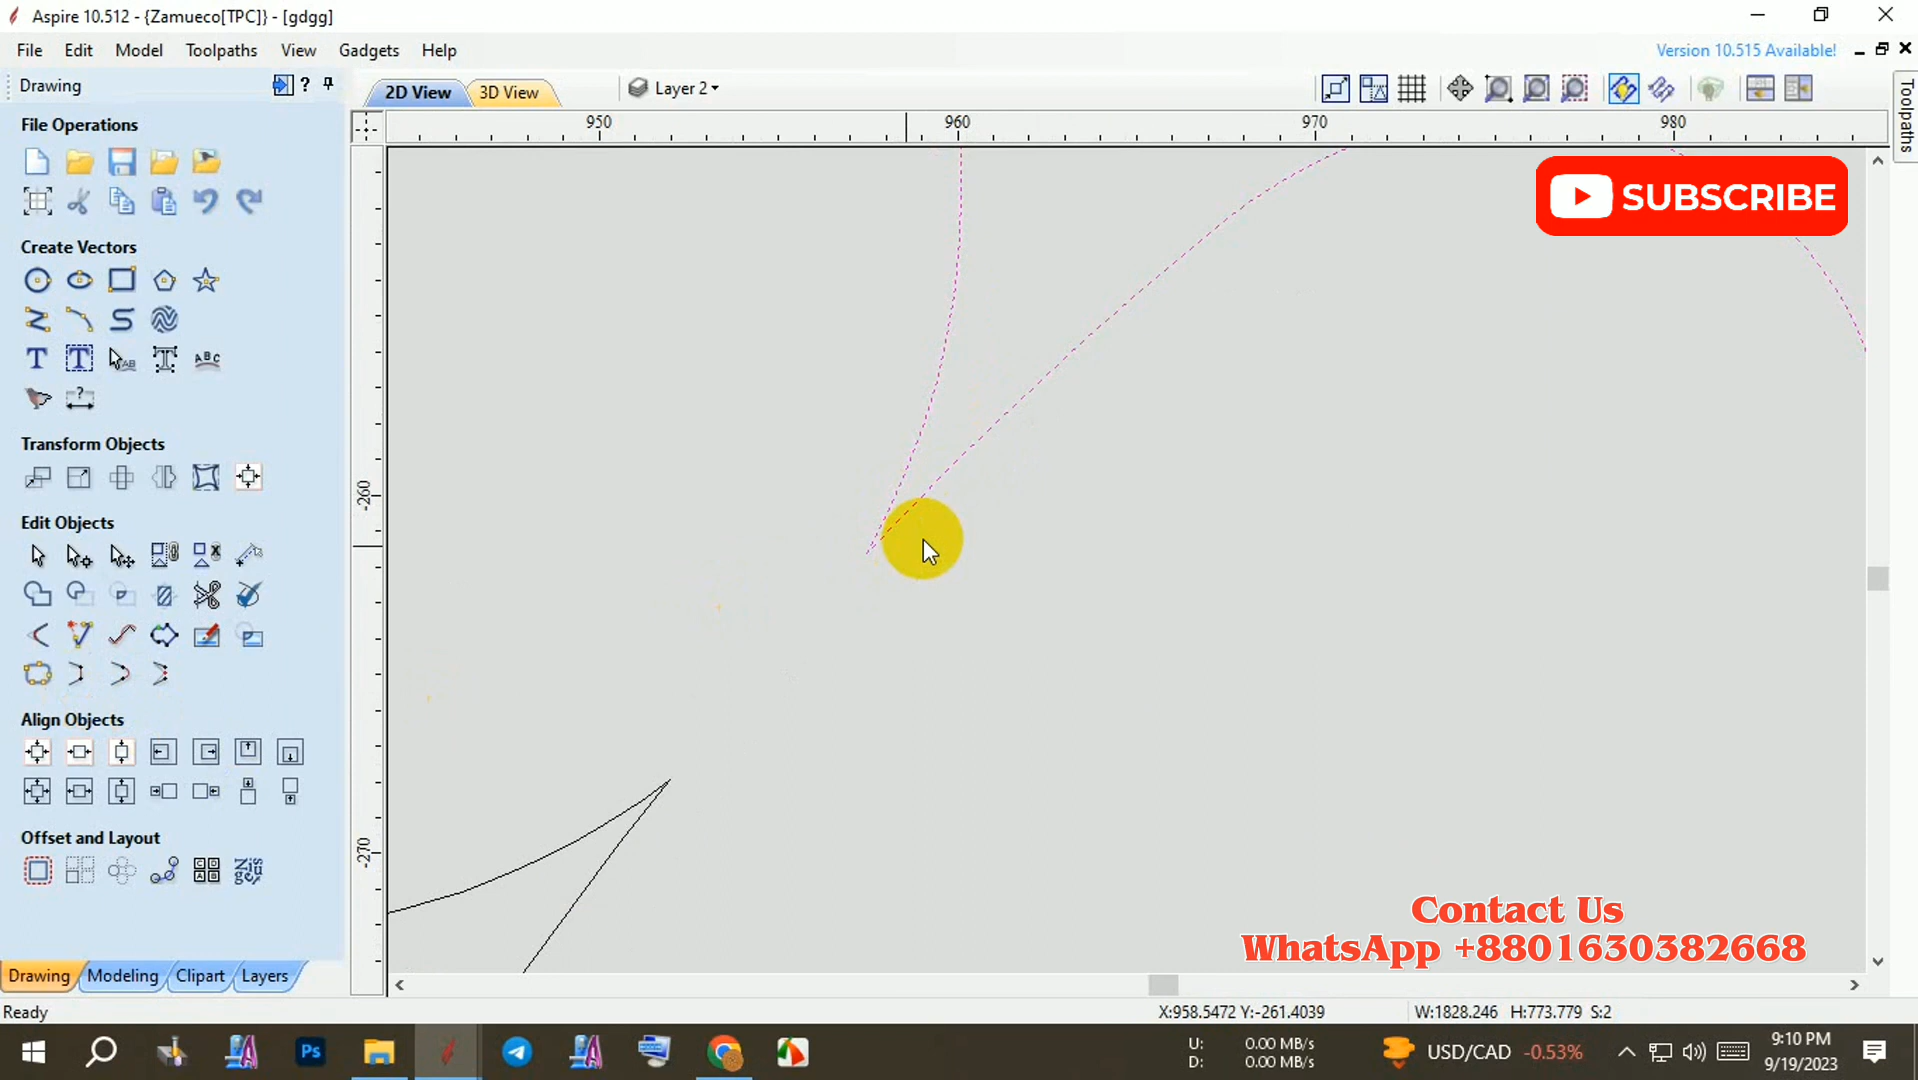 Aspire 10.512 - {Zamueco[TPC]} - [gdgg]
File Edit Model Toolpaths View Gadgets Help
Version 10.515 Available!
Drawing
2D View
3D View
Layer 2
Toolpaths
950 960 970 980
File Operations
SUBSCRIBE
Create Vectors
Transform Objects
-260
Edit Objects
Align Objects
Offset and Layout
-270
Contact Us
WhatsApp +8801630382668
Drawing Modeling Clipart Layers
Ready
X:958.5472 Y:-261.4039
W:1828.246 H:773.779 S:2
U: 0.00 MB/s
D: 0.00 MB/s
USD/CAD -0.53%
9:10 PM
9/19/2023